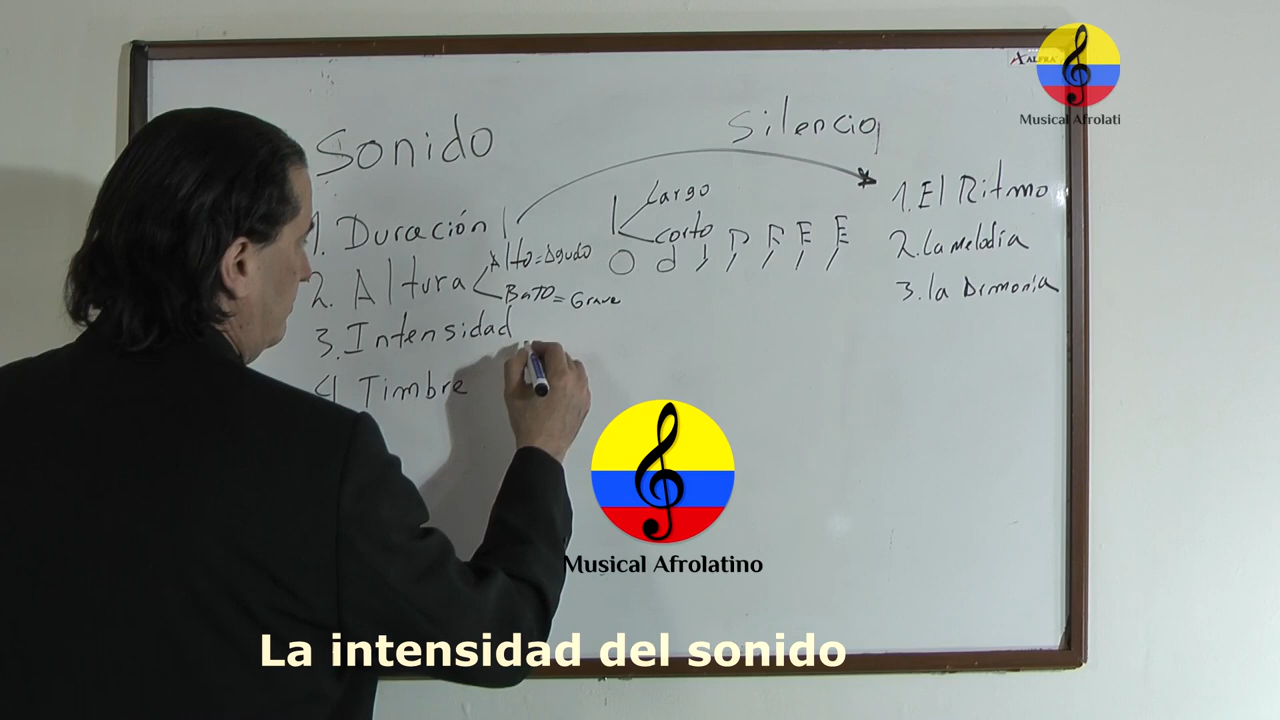 ALFRA
Musical Afrolati
Sonido
Silencio
1. Duración
Largo
corto
1. El Ritmo
2. Altura
Alto = Agudo
Bajo = Grave
2. La melodía
3. la Armonía
3. Intensidad
4 Timbre
Musical Afrolatino
La intensidad del sonido